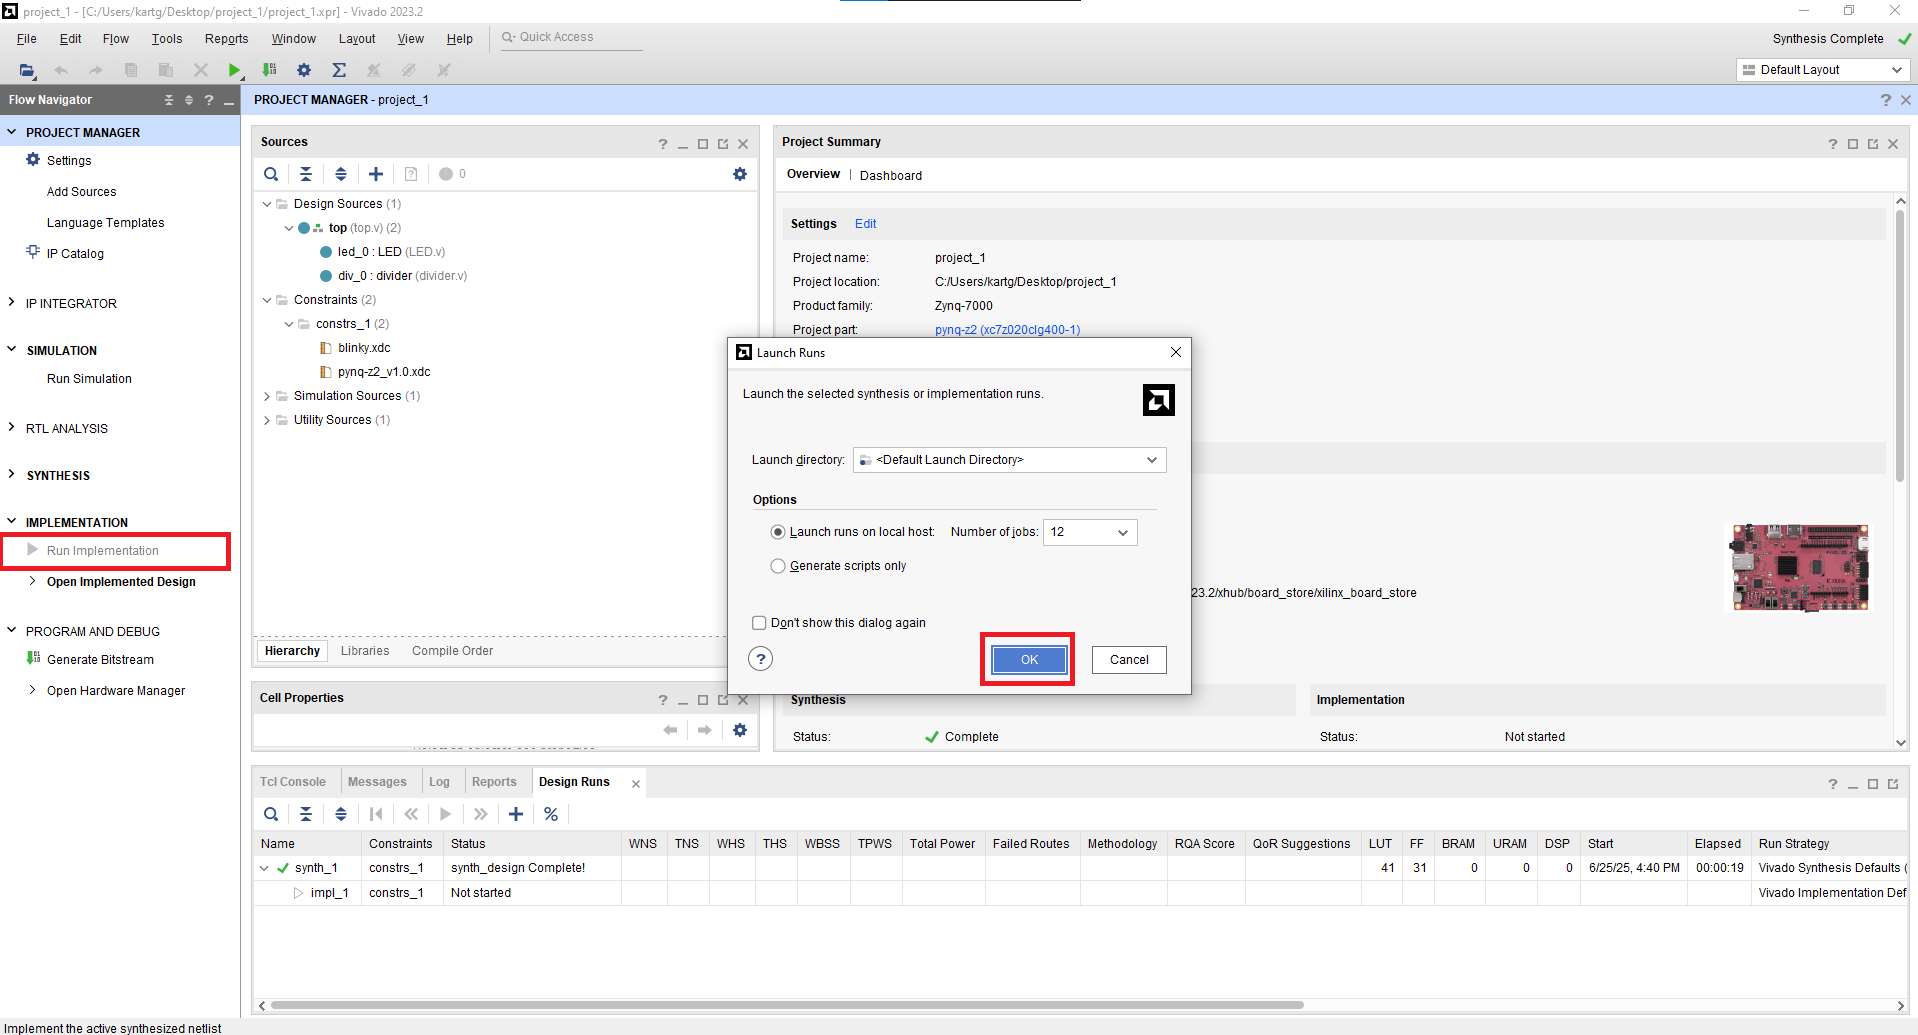 project_1 - [C:/Users/kartg/Desktop/project_1/project_1.xpr] - Vivado 2023.2
File Edit Flow Tools Reports Window Layout View Help Quick Access
Synthesis Complete
Default Layout
Flow Navigator
PROJECT MANAGER
Settings
Add Sources
Language Templates
IP Catalog
IP INTEGRATOR
SIMULATION
Run Simulation
RTL ANALYSIS
SYNTHESIS
IMPLEMENTATION
Run Implementation
Open Implemented Design
PROGRAM AND DEBUG
Generate Bitstream
Open Hardware Manager
PROJECT MANAGER - project_1
Sources
0
Design Sources (1)
top (top.v) (2)
led_0 : LED (LED.v)
div_0 : divider (divider.v)
Constraints (2)
constrs_1 (2)
blinky.xdc
pynq-z2_v1.0.xdc
Simulation Sources (1)
Utility Sources (1)
Hierarchy Libraries Compile Order
Cell Properties
Project Summary
Overview | Dashboard
Settings Edit
Project name: project_1
Project location: C:/Users/kartg/Desktop/project_1
Product family: Zynq-7000
Project part: pynq-z2 (xc7z020clg400-1)
23.2/xhub/board_store/xilinx_board_store
Synthesis
Status: Complete
Implementation
Status: Not started
Launch Runs
Launch the selected synthesis or implementation runs.
Launch directory: <Default Launch Directory>
Options
Launch runs on local host: Number of jobs: 12
Generate scripts only
Don't show this dialog again
OK Cancel
Tcl Console Messages Log Reports Design Runs
Name Constraints Status WNS TNS WHS THS WBSS TPWS Total Power Failed Routes Methodology RQA Score QoR Suggestions LUT FF BRAM URAM DSP Start Elapsed Run Strategy
synth_1 constrs_1 synth_design Complete! 41 31 0 0 0 6/25/25, 4:40 PM 00:00:19 Vivado Synthesis Defaults (
impl_1 constrs_1 Not started Vivado Implementation Def
Implement the active synthesized netlist